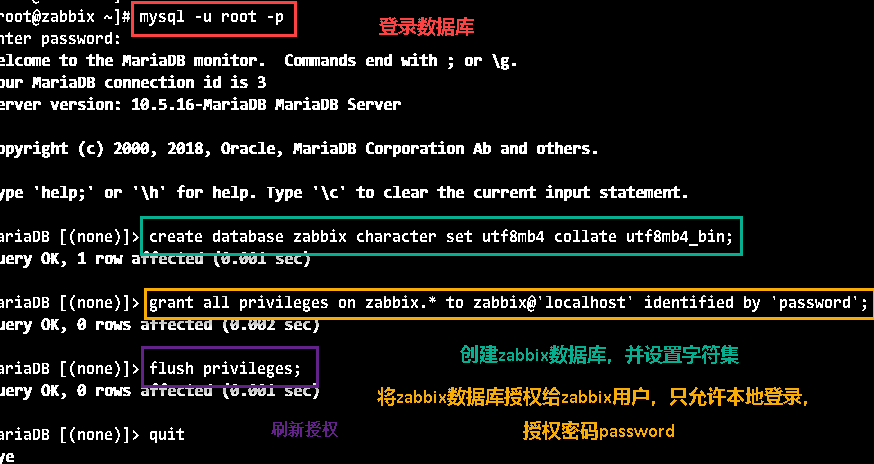 root@zabbix ~]# mysql -u root -p
登录数据库
nter password:
elcome to the MariaDB monitor.  Commands end with ; or \g.
our MariaDB connection id is 3
erver version: 10.5.16-MariaDB MariaDB Server
opyright (c) 2000, 2018, Oracle, MariaDB Corporation Ab and others.
ype 'help;' or '\h' for help. Type '\c' to clear the current input statement.
ariaDB [(none)]> create database zabbix character set utf8mb4 collate utf8mb4_bin;
uery OK, 1 row affected (0.001 sec)
ariaDB [(none)]> grant all privileges on zabbix.* to zabbix@'localhost' identified by 'password';
uery OK, 0 rows affected (0.002 sec)
创建zabbix数据库，并设置字符集
ariaDB [(none)]> flush privileges;
uery OK, 0 rows affected (0.001 sec)
将zabbix数据库授权给zabbix用户，只允许本地登录，
授权密码password
刷新授权
ariaDB [(none)]> quit
ye